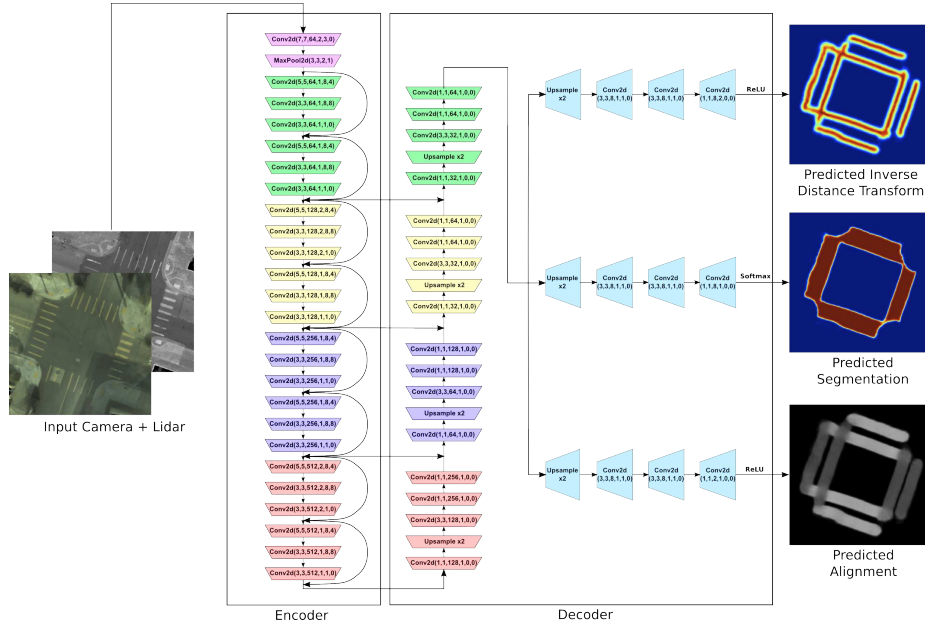 Conv2d(7,7,64,2,3,0)
MaxPool2d(3,3,2,1)
Conv2d(5,5,64,1,8,4)
Conv2d(3,3,64,1,8,8)
Conv2d(3,3,64,1,1,0)
Conv2d(5,5,64,1,8,4)
Conv2d(3,3,64,1,8,8)
Conv2d(3,3,64,1,1,0)
Conv2d(5,5,128,2,8,4)
Conv2d(3,3,128,2,8,8)
Conv2d(3,3,128,2,1,0)
Conv2d(5,5,128,1,8,4)
Conv2d(3,3,128,1,8,8)
Conv2d(3,3,128,1,1,0)
Conv2d(5,5,256,1,8,4)
Conv2d(3,3,256,1,8,8)
Conv2d(3,3,256,1,1,0)
Conv2d(5,5,256,1,8,4)
Conv2d(3,3,256,1,8,8)
Conv2d(3,3,256,1,1,0)
Conv2d(5,5,512,2,8,4)
Conv2d(3,3,512,2,8,8)
Conv2d(3,3,512,2,1,0)
Conv2d(5,5,512,1,8,4)
Conv2d(3,3,512,1,8,8)
Conv2d(3,3,512,1,1,0)
Encoder
Input Camera + Lidar
Conv2d(1,1,64,1,0,0)
Conv2d(1,1,64,1,0,0)
Conv2d(3,3,32,1,0,0)
Upsample x2
Conv2d(1,1,32,1,0,0)
Conv2d(1,1,64,1,0,0)
Conv2d(1,1,64,1,0,0)
Conv2d(3,3,32,1,0,0)
Upsample x2
Conv2d(1,1,32,1,0,0)
Conv2d(1,1,128,1,0,0)
Conv2d(1,1,128,1,0,0)
Conv2d(3,3,64,1,0,0)
Upsample x2
Conv2d(1,1,64,1,0,0)
Conv2d(1,1,256,1,0,0)
Conv2d(1,1,256,1,0,0)
Conv2d(3,3,128,1,0,0)
Upsample x2
Conv2d(1,1,128,1,0,0)
Upsample
x2
Conv2d
(3,3,8,1,1,0)
Conv2d
(3,3,8,1,1,0)
Conv2d
(1,1,8,2,0,0)
ReLU
Predicted Inverse
Distance Transform
Upsample
x2
Conv2d
(3,3,8,1,1,0)
Conv2d
(3,3,8,1,1,0)
Conv2d
(1,1,8,1,0,0)
Softmax
Predicted
Segmentation
Upsample
x2
Conv2d
(3,3,8,1,1,0)
Conv2d
(3,3,8,1,1,0)
Conv2d
(1,1,2,1,0,0)
ReLU
Predicted
Alignment
Decoder